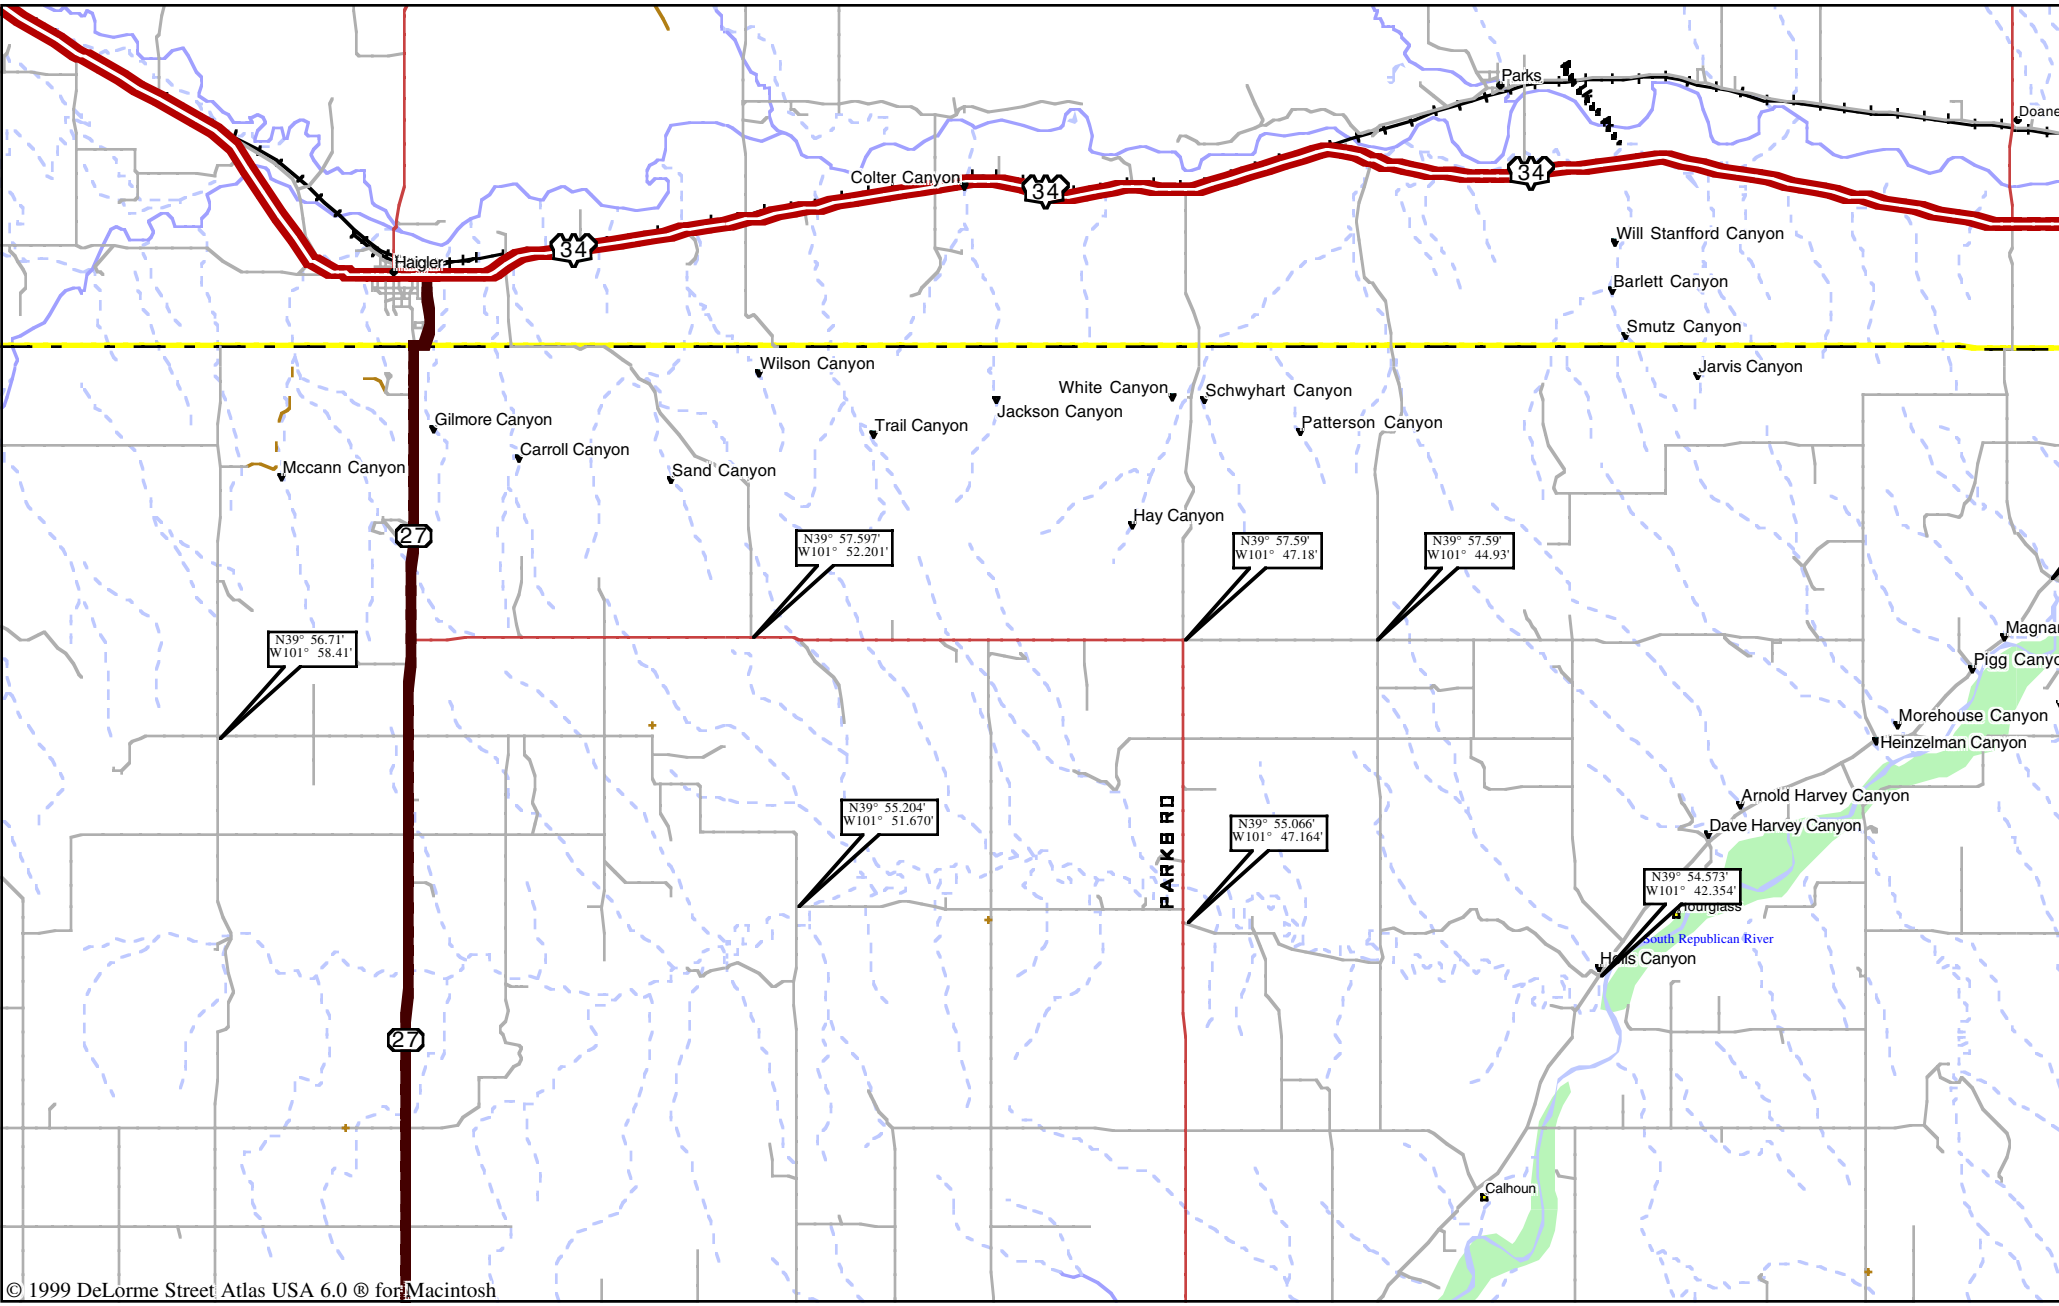 Parks
Doane
Colter Canyon
34
34
34
Will Stanfford Canyon
Haigler
Barlett Canyon
Smutz Canyon
Wilson Canyon
Jarvis Canyon
White Canyon
Schwyhart Canyon
Jackson Canyon
Gilmore Canyon
Trail Canyon
Patterson Canyon
Carroll Canyon
Mccann Canyon
Sand Canyon
Hay Canyon
27
N39° 57.597'
W101° 52.201'
N39° 57.59'
W101° 47.18'
N39° 57.59'
W101° 44.93'
N39° 56.71'
W101° 58.41'
Magnar
Pigg Canyo
Morehouse Canyon
Heinzelman Canyon
Arnold Harvey Canyon
Dave Harvey Canyon
N39° 55.204'
W101° 51.670'
PARKS RD
N39° 55.066'
W101° 47.164'
N39° 54.573'
W101° 42.354'
Hourglass
South Republican River
Canyon
27
Calhoun
© 1999 DeLorme Street Atlas USA 6.0 ® for Macintosh